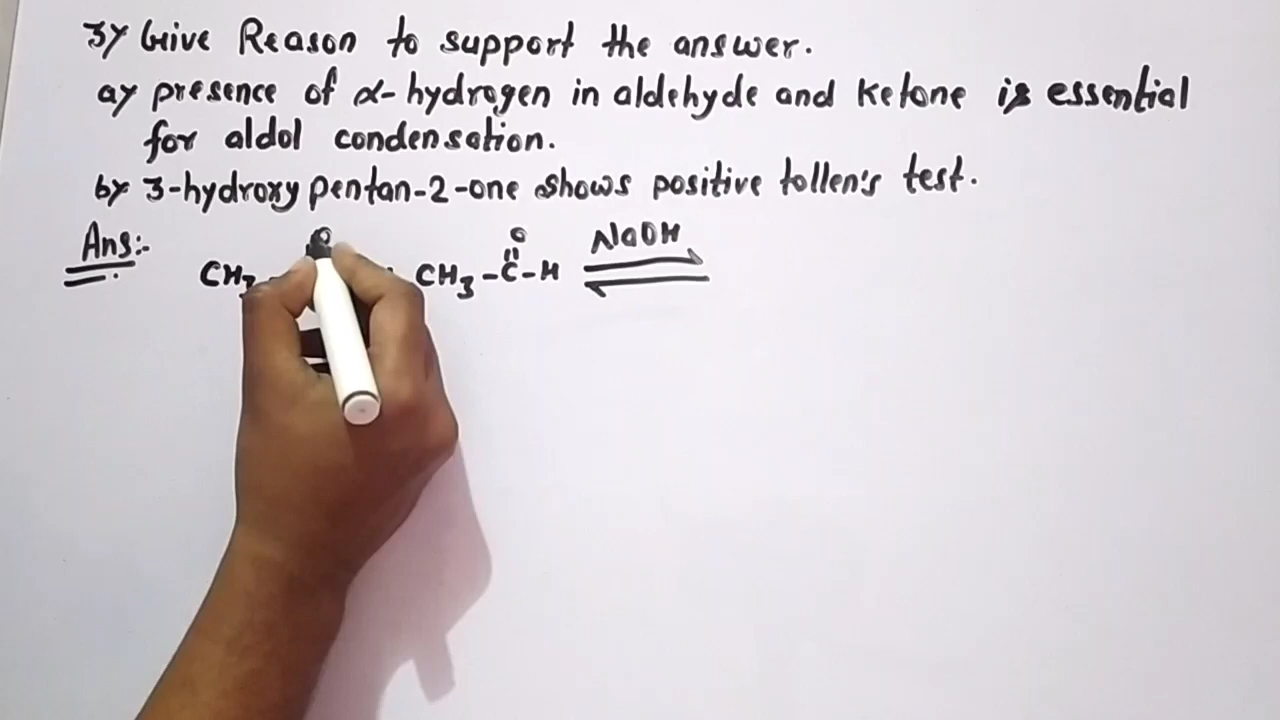 3) Give Reason to support the answer.
a) presence of α-hydrogen in aldehyde and ketone is essential
for aldol condensation.
b) 3-hydroxy pentan-2-one shows positive tollen's test.
Ans:-
O O NaOH
CH3 CH3-C-H